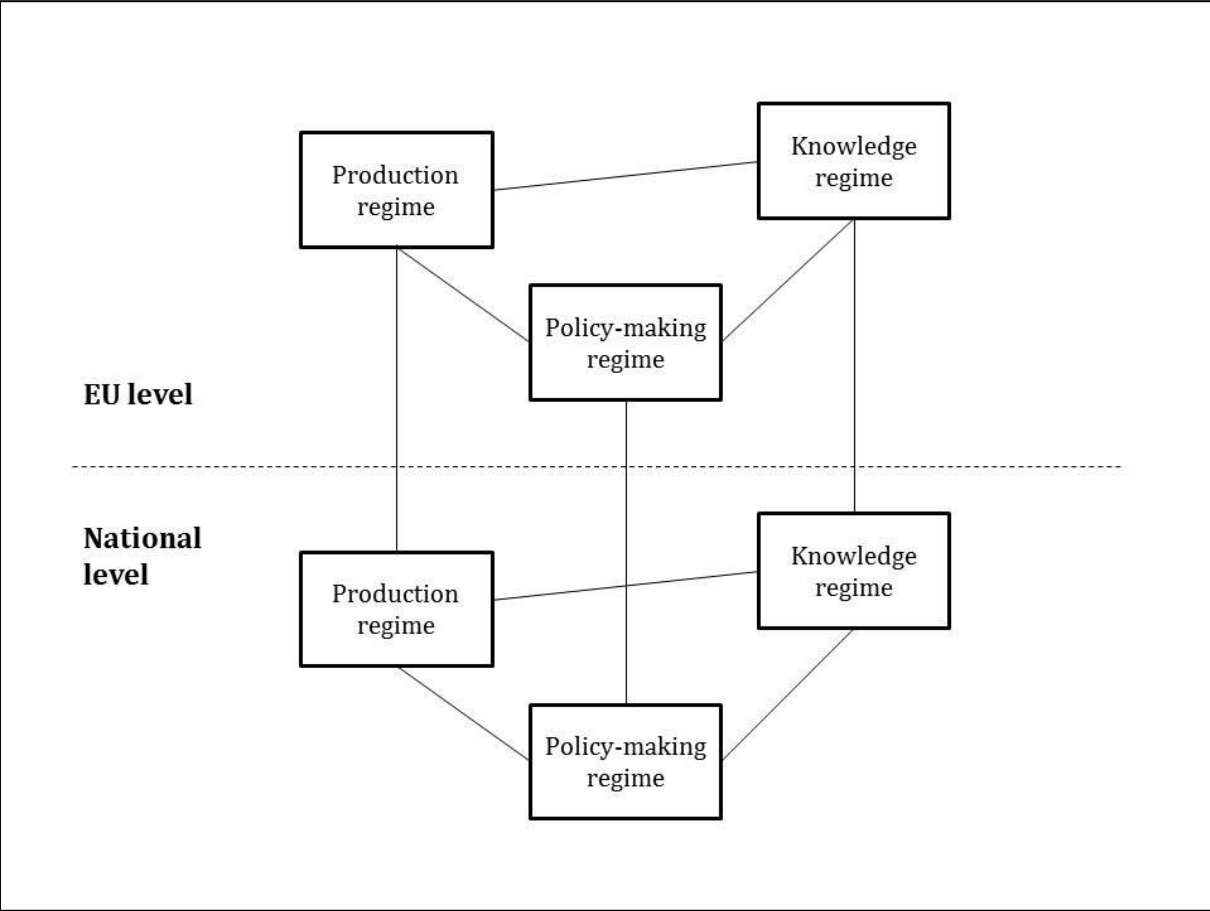 Production
regime
Knowledge
regime
Policy-making
regime
EU level
National
level
Production
regime
Knowledge
regime
Policy-making
regime